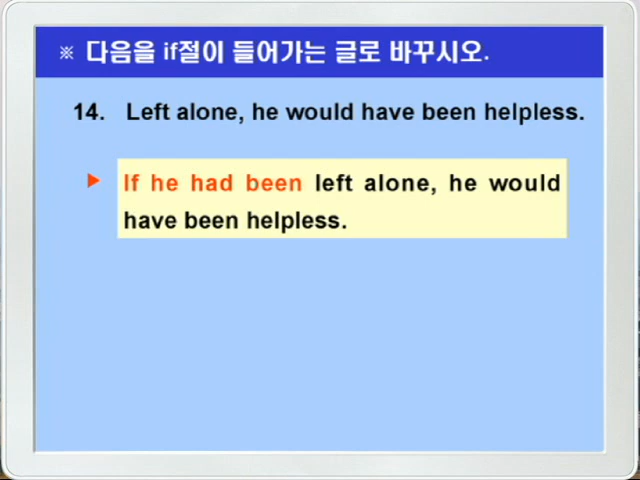 ※ 다음을 if절이 들어가는 글로 바꾸시오.
14. Left alone, he would have been helpless.
▶ If he had been left alone, he would
have been helpless.